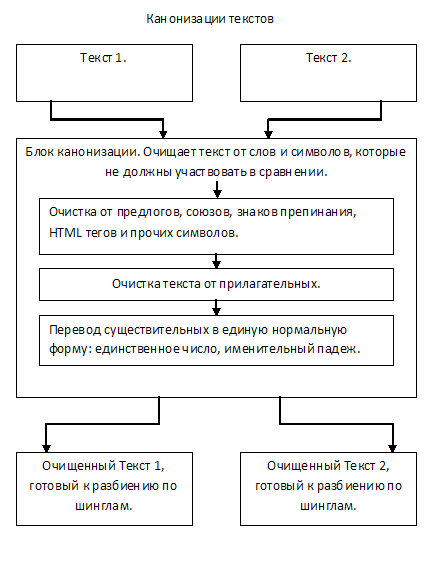 Канонизации текстов
Текст 1.
Текст 2.
Блок канонизации. Очищает текст от слов и символов, которые
не должны участвовать в сравнении.
Очистка от предлогов, союзов, знаков препинания,
HTML тегов и прочих символов.
Очистка текста от прилагательных.
Перевод существительных в единую нормальную
форму: единственное число, именительный падеж.
Очищенный Текст 1,
готовый к разбиению по
шинглам.
Очищенный Текст 2,
готовый к разбиению по
шинглам.